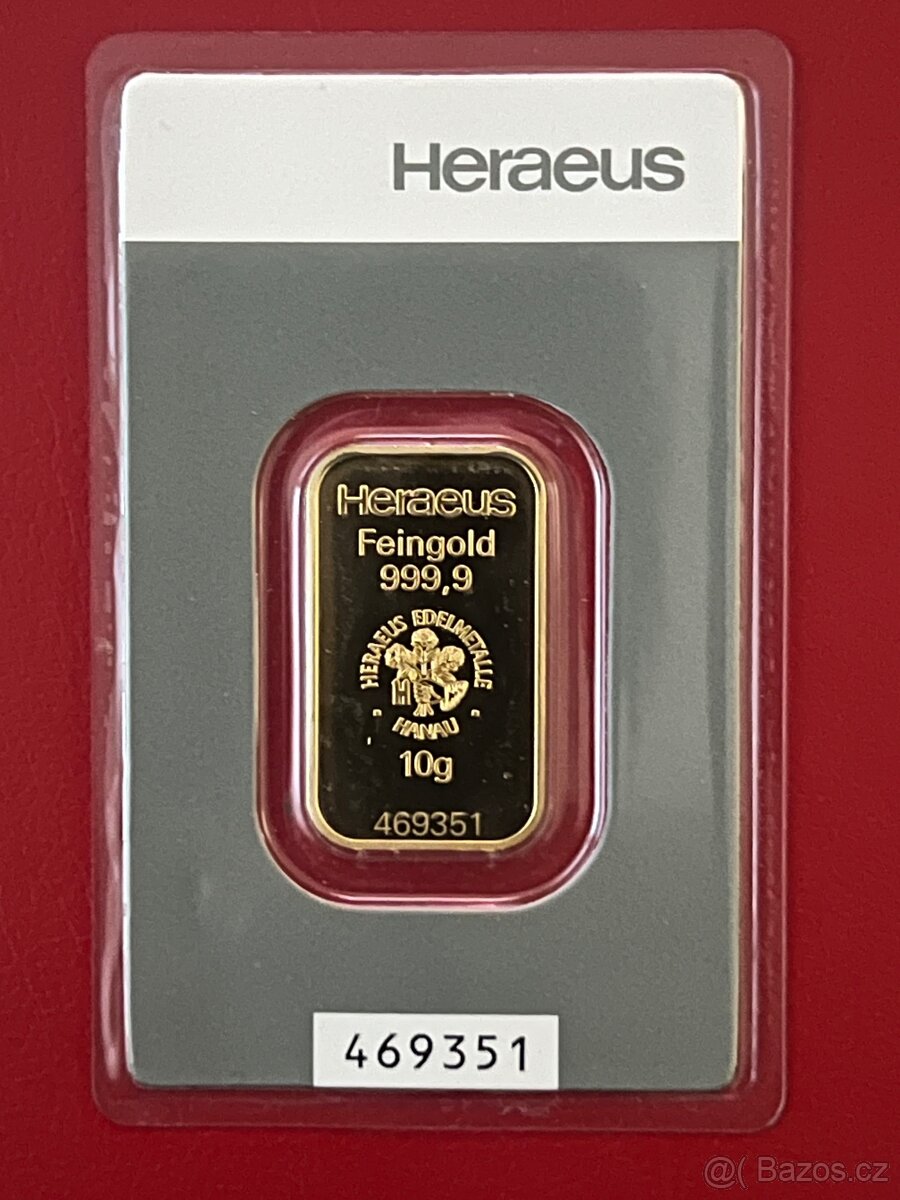 Heraeus
Heraeus
Feingold
999,9
HERAEUS EDELMETALLE
HANAU
10g
469351
469351
@( Bazos.cz